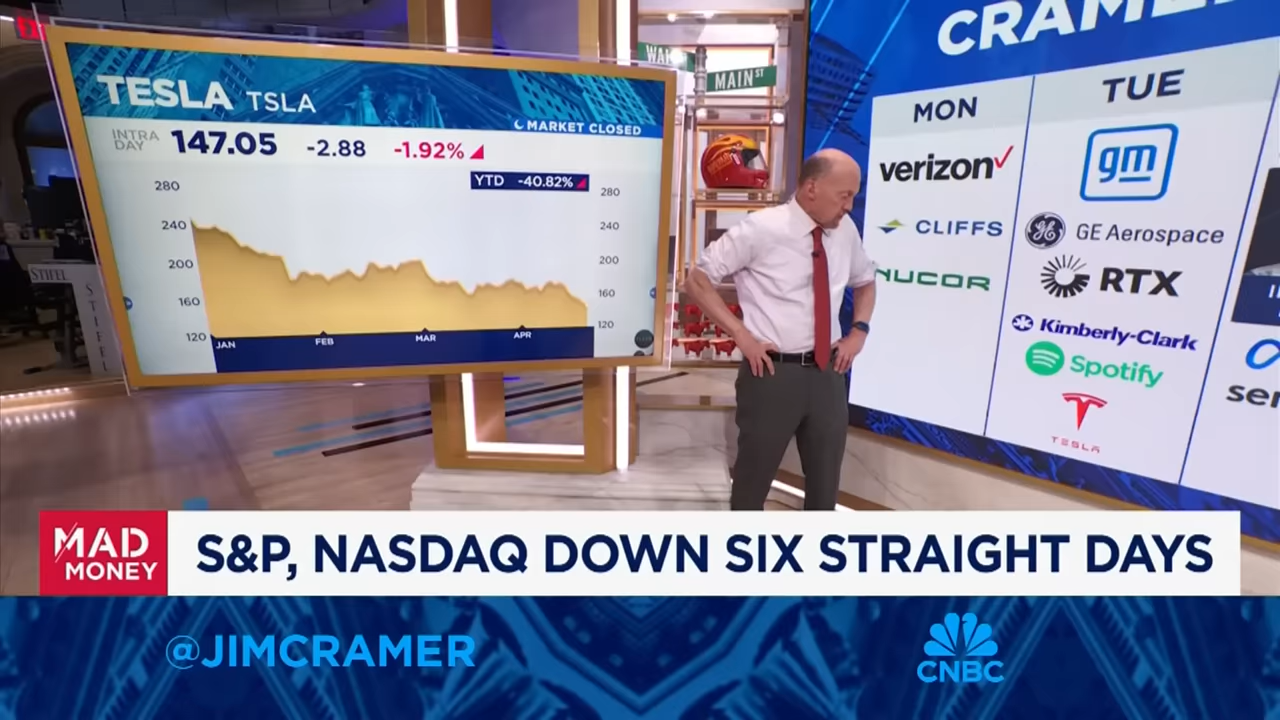 TESLA TSLA
MARKET CLOSED
INTRA DAY 147.05 -2.88 -1.92%
YTD -40.82%
280 280
240 240
200 200
160 160
120 120
JAN FEB MAR APR
STIFEL
MAIN ST
CRAMER
MON
verizon
CLIFFS
NUCOR
TUE
gm
GE Aerospace
RTX
Kimberly-Clark
Spotify
TESLA
MAD MONEY
S&P, NASDAQ DOWN SIX STRAIGHT DAYS
@JIMCRAMER
CNBC